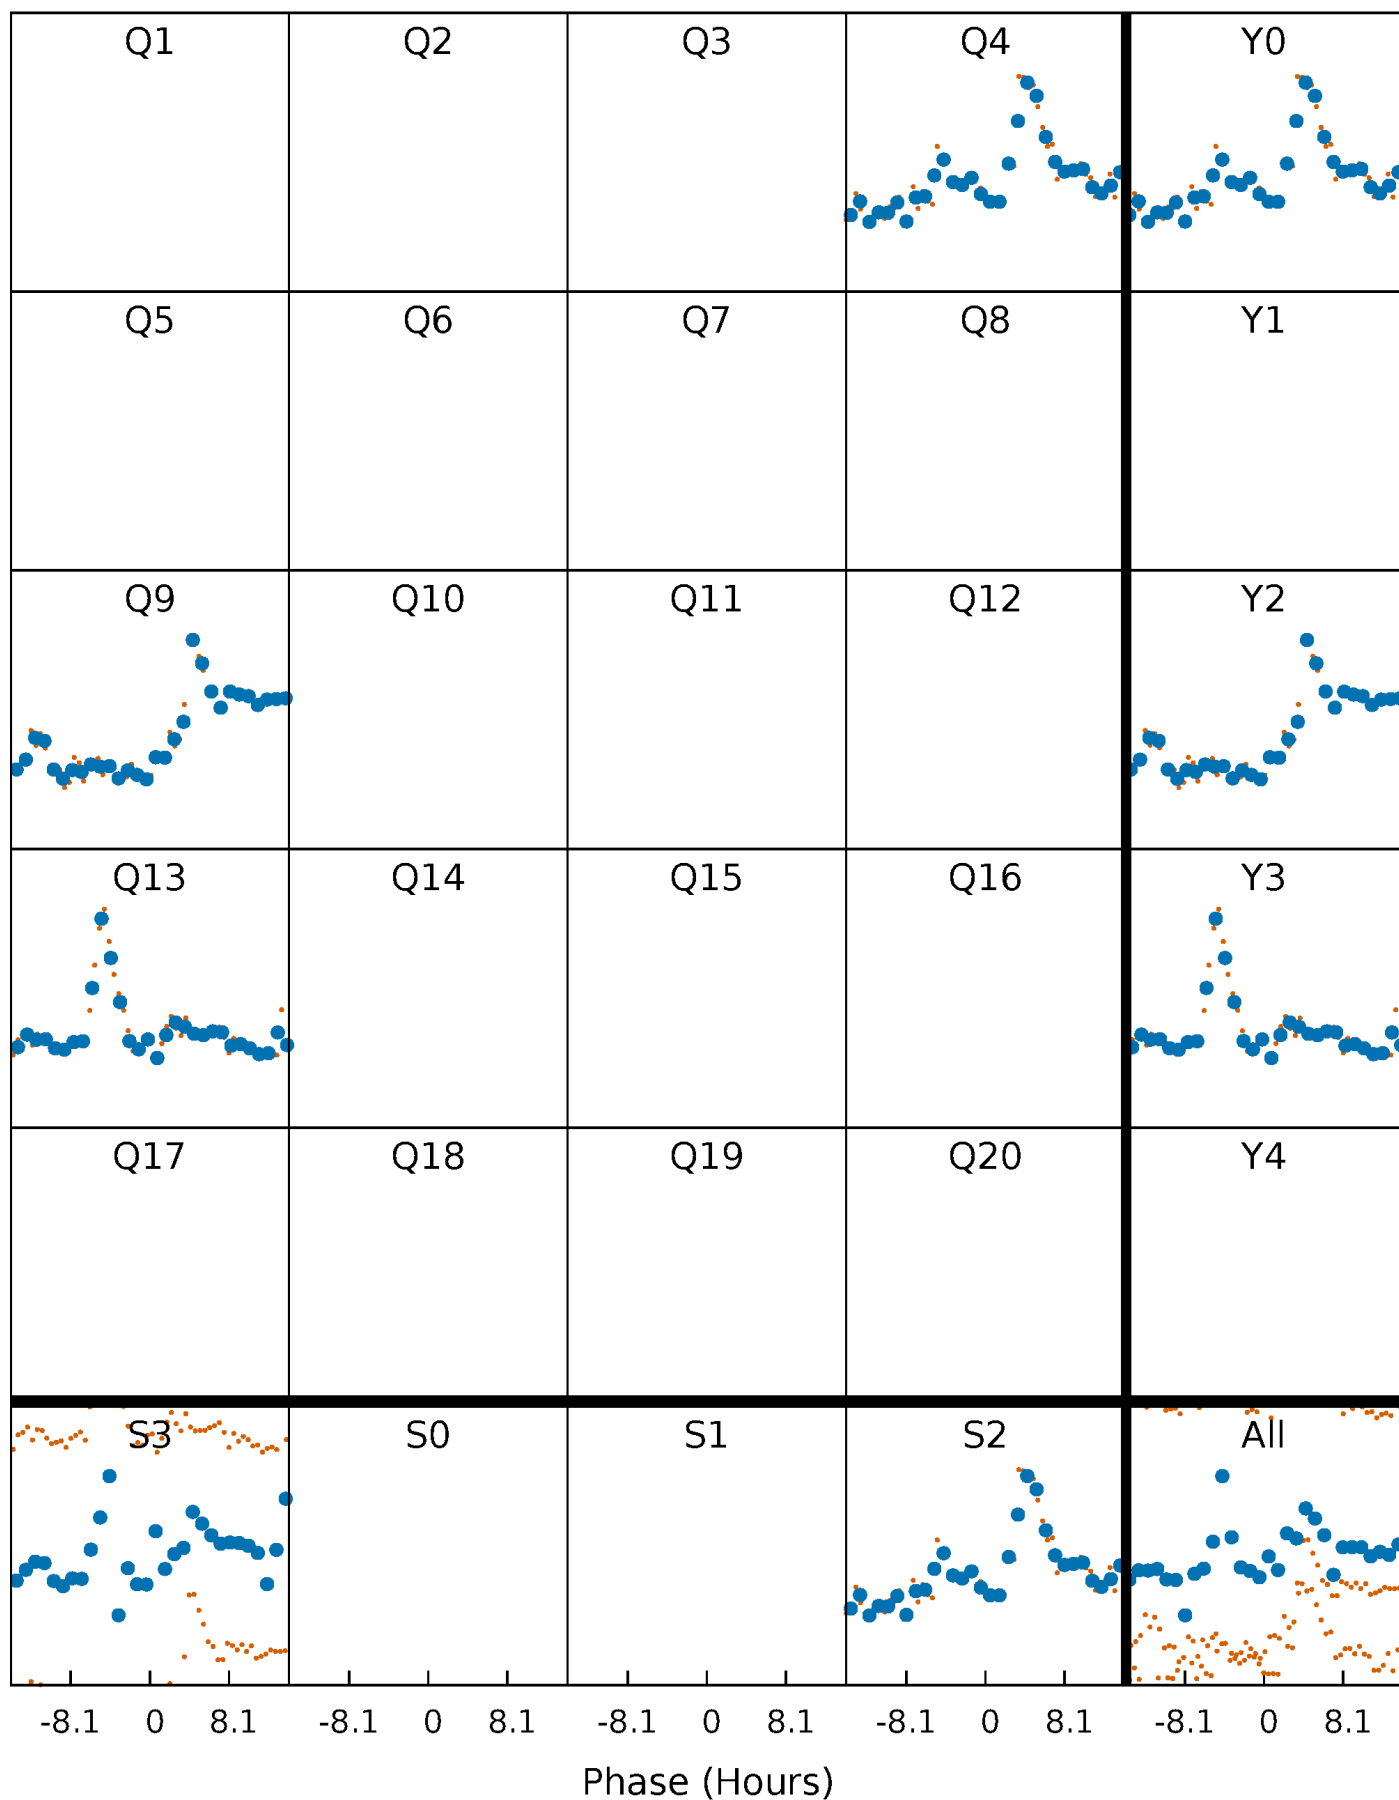 Q1 Q2 Q3 Q4 Y0
Q5 Q6 Q7 Q8 Y1
Q9 Q10 Q11 Q12 Y2
Q13 Q14 Q15 Q16 Y3
Q17 Q18 Q19 Q20 Y4
S3 S0 S1 S2 All
-8.1 0 8.1 -8.1 0 8.1 -8.1 0 8.1 -8.1 0 8.1 -8.1 0 8.1
Phase (Hours)